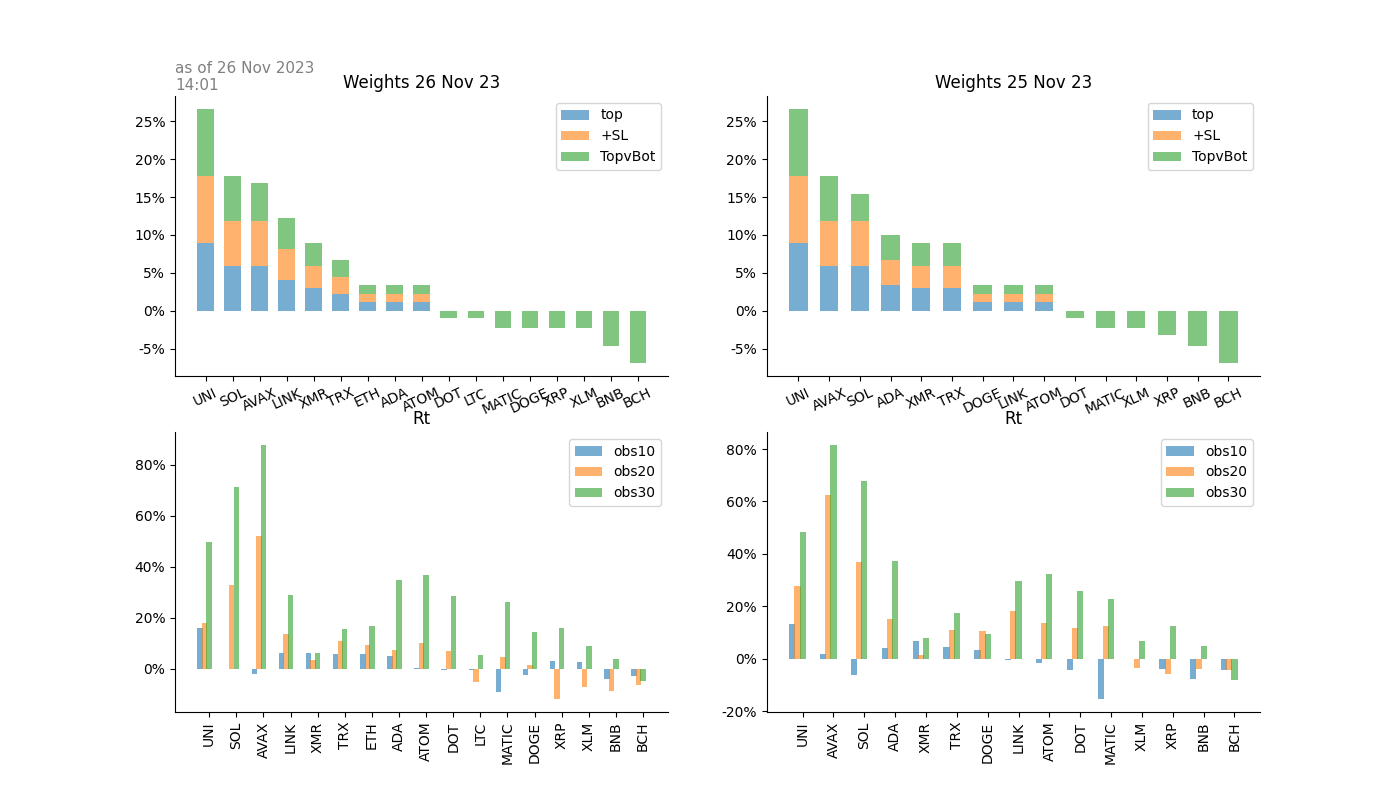 as of 26 Nov 2023
14:01
Weights 26 Nov 23
25%
20%
15%
10%
5%
0%
-5%
top
+SL
TopvBot
UNI SOL AVAX LINK XMR TRX ETH ADA ATOM DOT LTC MATIC DOGE XRP XLM BNB BCH
Weights 25 Nov 23
25%
20%
15%
10%
5%
0%
-5%
top
+SL
TopvBot
UNI AVAX SOL ADA XMR TRX DOGE LINK ATOM DOT MATIC XLM XRP BNB BCH
Rt
80%
60%
40%
20%
0%
obs10
obs20
obs30
UNI SOL AVAX LINK XMR TRX ETH ADA ATOM DOT LTC MATIC DOGE XRP XLM BNB BCH
Rt
80%
60%
40%
20%
0%
-20%
obs10
obs20
obs30
UNI AVAX SOL ADA XMR TRX DOGE LINK ATOM DOT MATIC XLM XRP BNB BCH